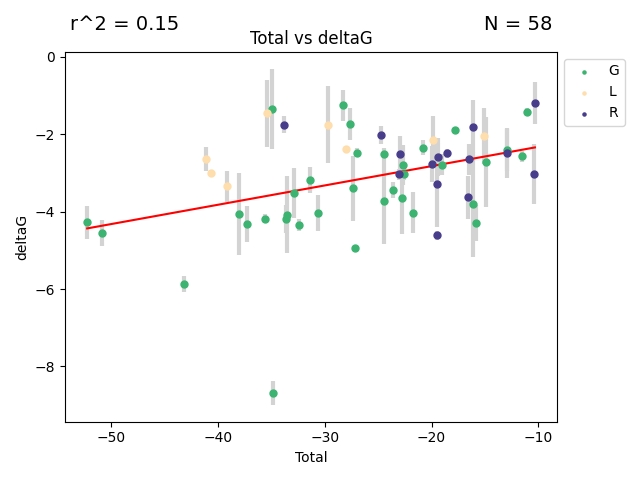 r^2 = 0.15
N = 58
Total vs deltaG
G
L
R
0
−2
−4
−6
−8
deltaG
−50
−40
−30
−20
−10
Total